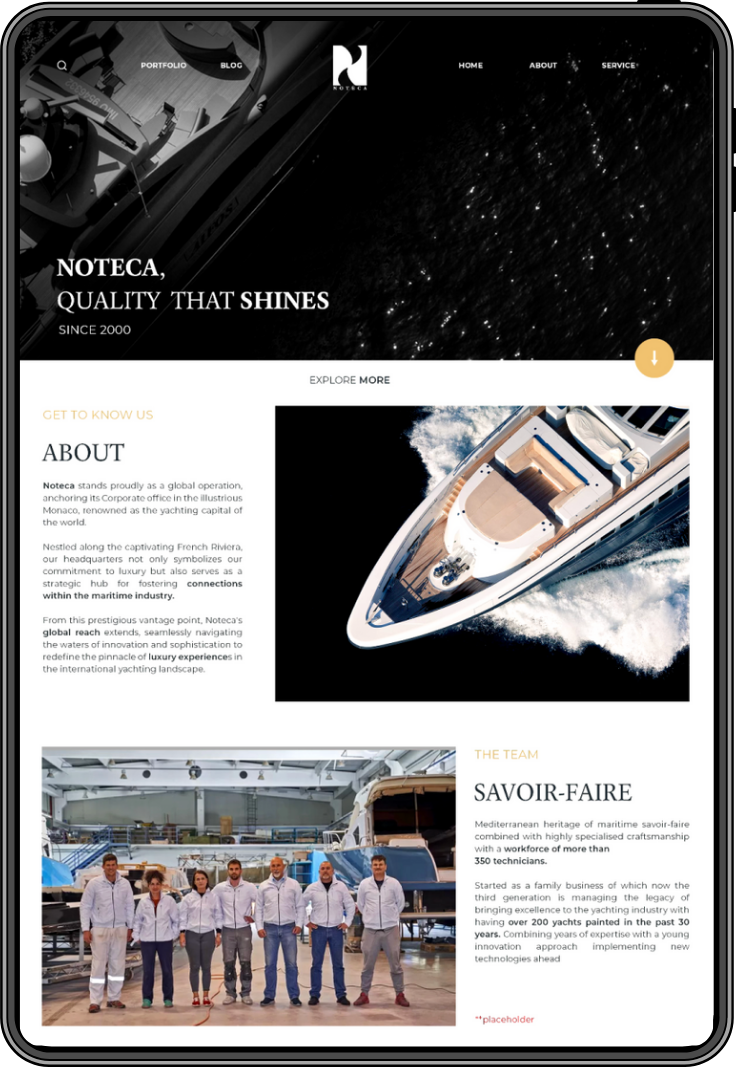 PORTFOLIO
BLOG
NOTECA
HOME
ABOUT
SERVICE
NOTECA,
QUALITY THAT SHINES
SINCE 2000
EXPLORE MORE
GET TO KNOW US
ABOUT
Noteca stands proudly as a global operation,
anchoring its Corporate office in the illustrious
Monaco, renowned as the yachting capital of
the world.
Nestled along the captivating French Riviera,
our headquarters not only symbolizes our
commitment to luxury but also serves as a
strategic hub for fostering connections
within the maritime industry.
From this prestigious vantage point, Noteca's
global reach extends, seamlessly navigating
the waters of innovation and sophistication to
redefine the pinnacle of luxury experiences in
the international yachting landscape.
THE TEAM
SAVOIR-FAIRE
Mediterranean heritage of maritime savoir-faire
combined with highly specialised craftsmanship
with a workforce of more than
350 technicians.
Started as a family business of which now the
third generation is managing the legacy of
bringing excellence to the yachting industry with
having over 200 yachts painted in the past 30
years. Combining years of expertise with a young
innovation approach implementing new
technologies ahead
**placeholder